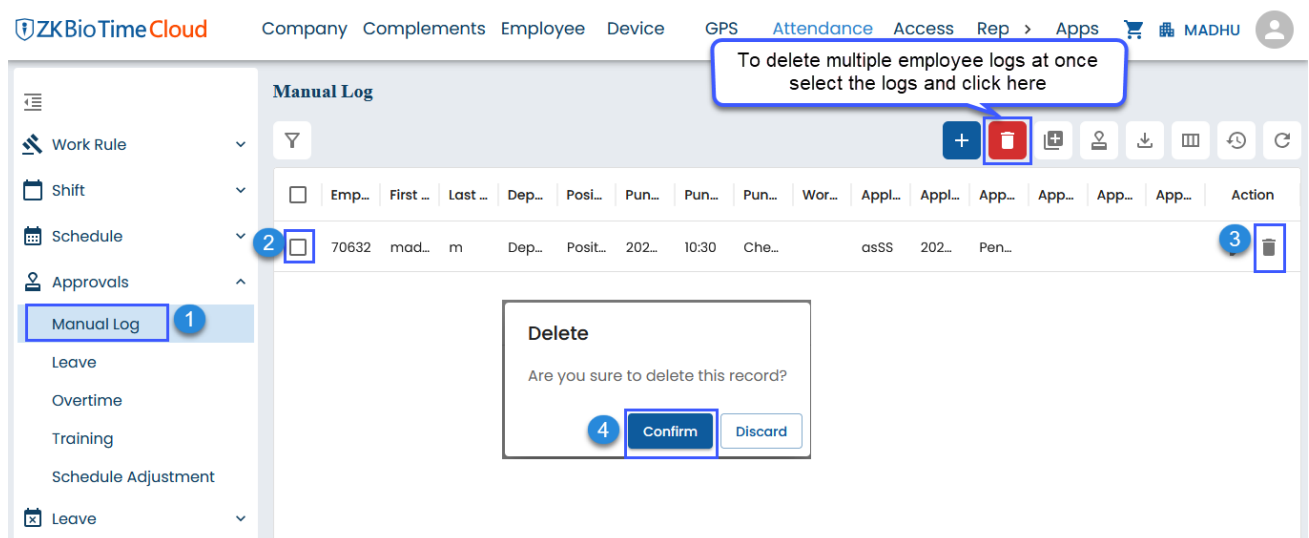 ZKBioTime Cloud
Company Complements Employee Device GPS Attendance Access Rep > Apps MADHU
To delete multiple employee logs at once
select the logs and click here
Manual Log
Work Rule
Shift
Schedule
Approvals
Manual Log 1
Leave
Overtime
Training
Schedule Adjustment
Leave
Emp... First ... Last ... Dep... Posi... Pun... Pun... Pun... Wor... Appl... Appl... App... App... App... App... Action
2 70632 mad... m Dep... Posit... 202... 10:30 Che... asSS 202... Pen... 3
Delete
Are you sure to delete this record?
4 Confirm Discard